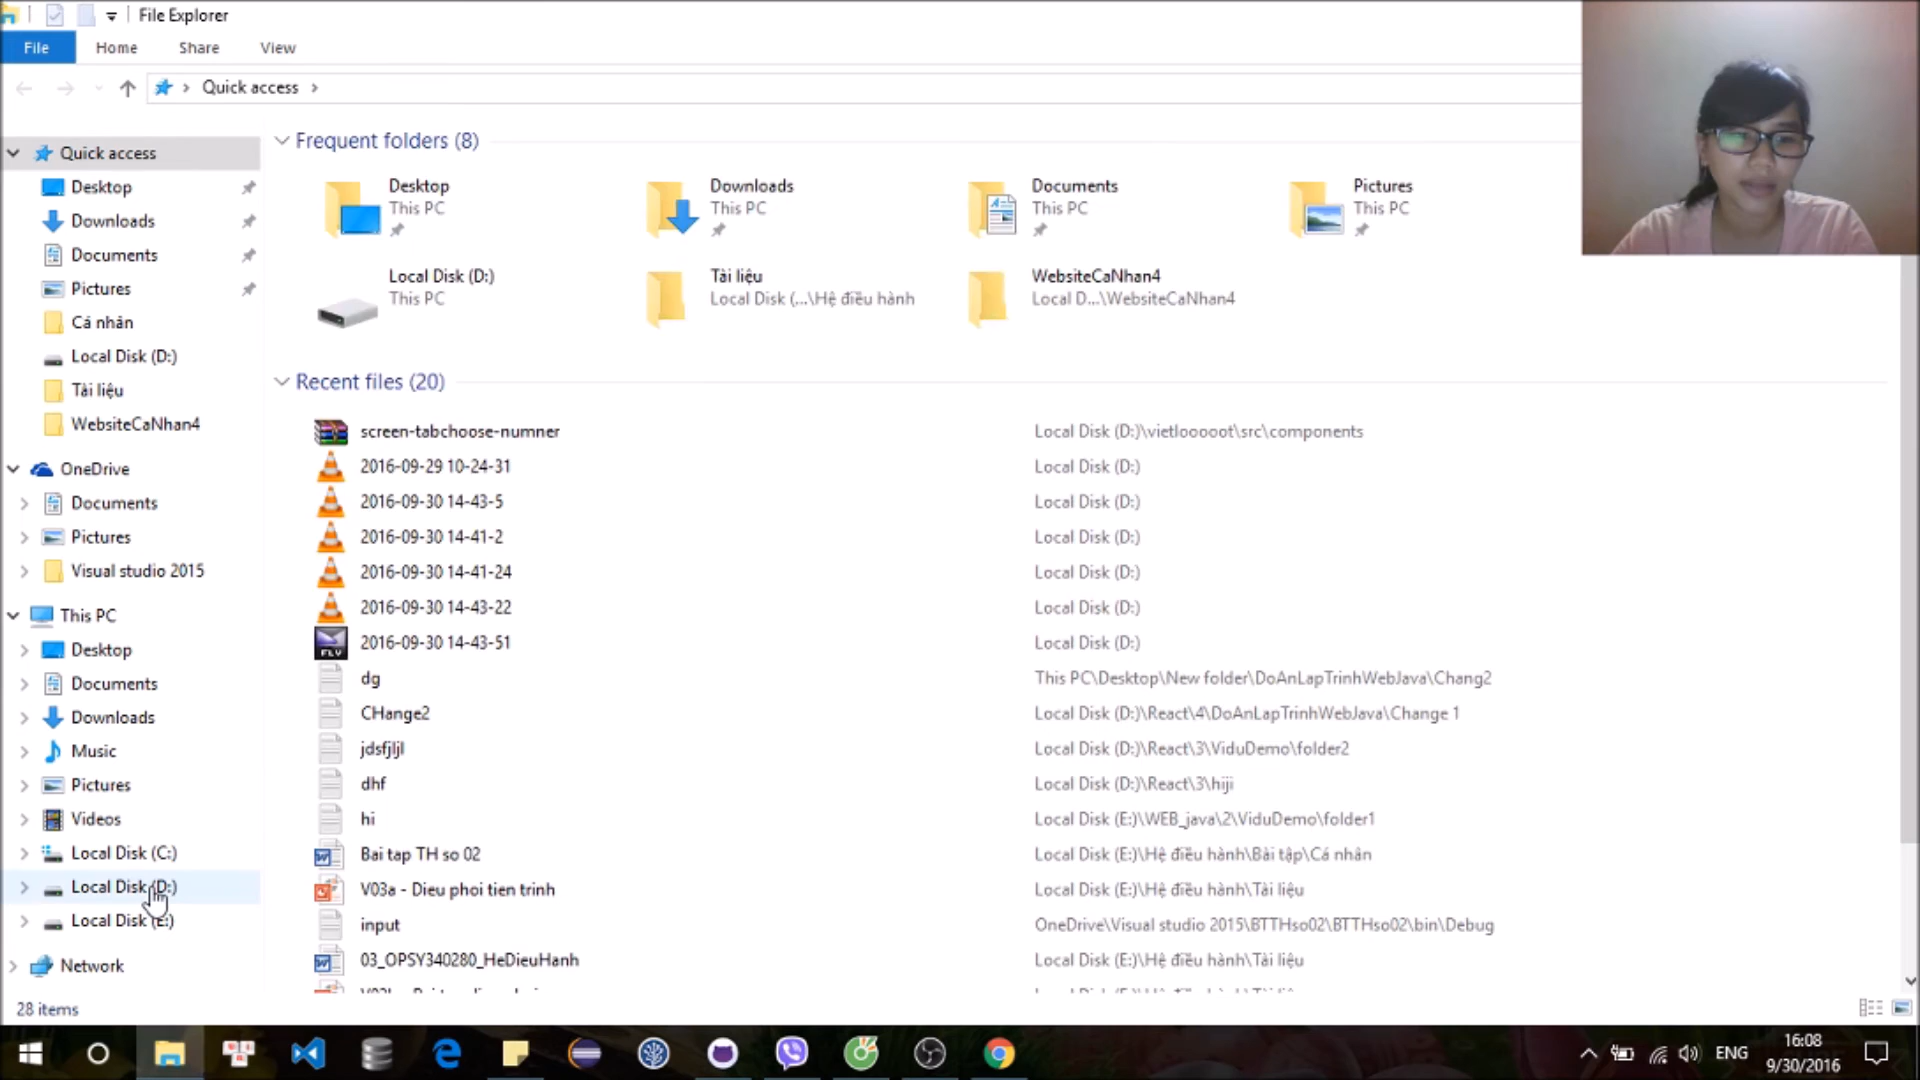 File Explorer
File Home Share View
Quick access
Quick access
Desktop
Downloads
Documents
Pictures
Cá nhân
Local Disk (D:)
Tài liệu
WebsiteCaNhan4
OneDrive
Documents
Pictures
Visual studio 2015
This PC
Desktop
Documents
Downloads
Music
Pictures
Videos
Local Disk (C:)
Local Disk (D:)
Local Disk (E:)
Network
Frequent folders (8)
Desktop
This PC
Downloads
This PC
Documents
This PC
Pictures
This PC
Local Disk (D:)
This PC
Tài liệu
Local Disk (...\Hệ điều hành
WebsiteCaNhan4
Local D...\WebsiteCaNhan4
Recent files (20)
screen-tabchoose-numner Local Disk (D:)\vietlooooot\src\components
2016-09-29 10-24-31 Local Disk (D:)
2016-09-30 14-43-5 Local Disk (D:)
2016-09-30 14-41-2 Local Disk (D:)
2016-09-30 14-41-24 Local Disk (D:)
2016-09-30 14-43-22 Local Disk (D:)
FLV 2016-09-30 14-43-51 Local Disk (D:)
dg This PC\Desktop\New folder\DoAnLapTrinhWebJava\Chang2
CHange2 Local Disk (D:)\React\4\DoAnLapTrinhWebJava\Change 1
jdsfjljl Local Disk (D:)\React\3\ViduDemo\folder2
dhf Local Disk (D:)\React\3\hiji
hi Local Disk (E:)\WEB_java\2\ViduDemo\folder1
Bai tap TH so 02 Local Disk (E:)\Hệ điều hành\Bài tập\Cá nhân
V03a - Dieu phoi tien trinh Local Disk (E:)\Hệ điều hành\Tài liệu
input OneDrive\Visual studio 2015\BTTHso02\BTTHso02\bin\Debug
03_OPSY340280_HeDieuHanh Local Disk (E:)\Hệ điều hành\Tài liệu
28 items
ENG
16:08
9/30/2016